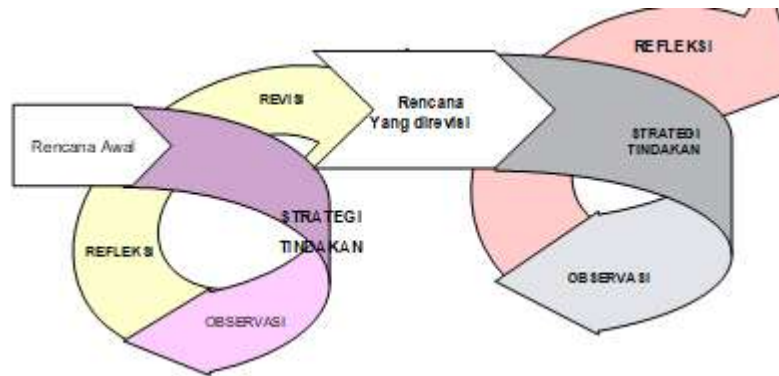 Rencana Awal
STRATEGI
TINDAKAN
OBSERVASI
REFLEKSI
REVISI
Rencana
Yang direvisi
STRATEGI
TINDAKAN
OBSERVASI
REFLEKSI